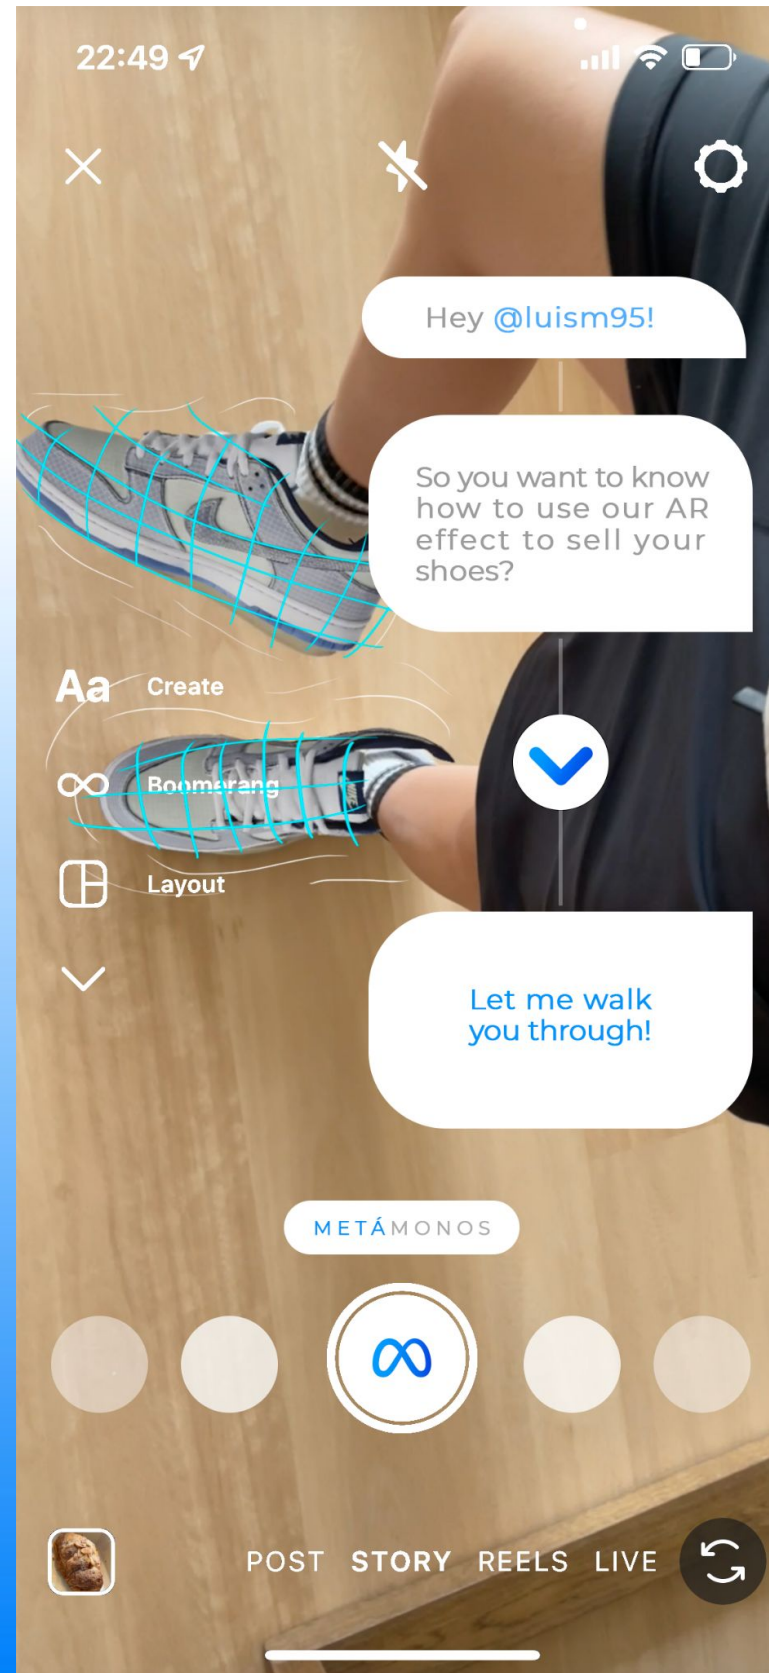 22:49
Hey @luism95!
So you want to know
how to use our AR
effect to sell your
shoes?
Aa Create
Boomerang
NIKE
Layout
Let me walk
you through!
METÁMONOS
POST STORY REELS LIVE